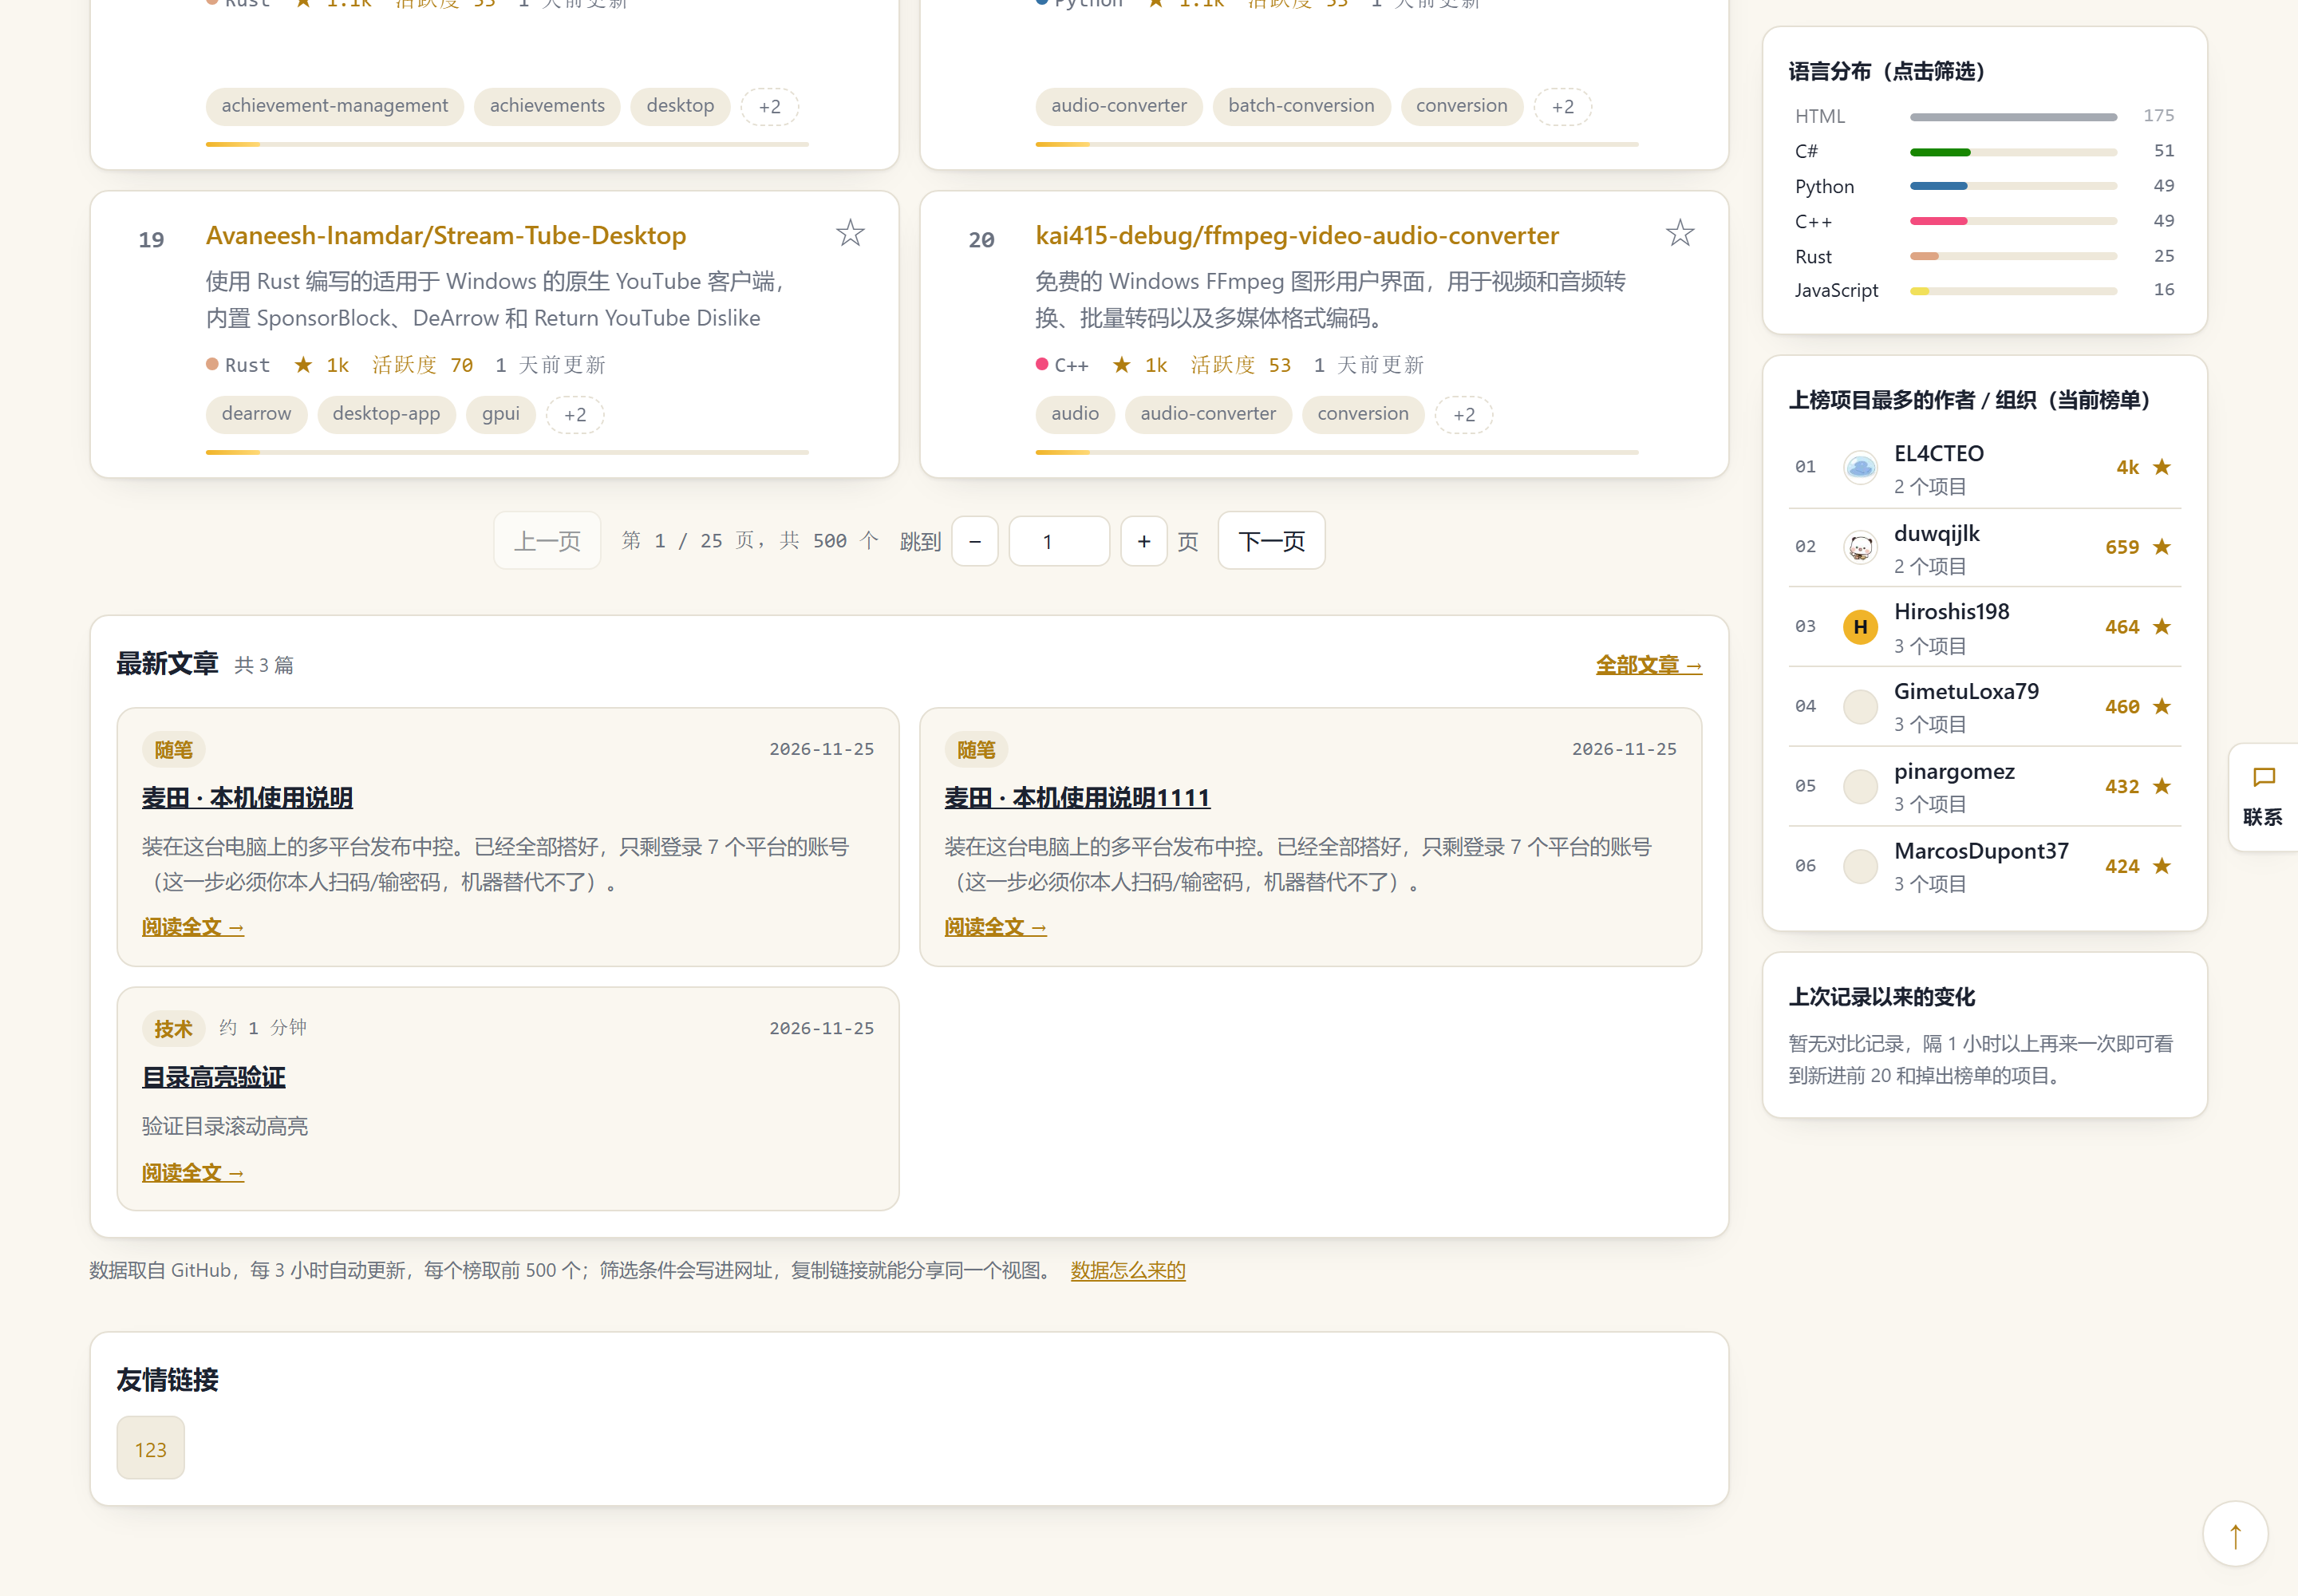 Rust ★ 1.1k 活跃度 53 1 天前更新
achievement-management achievements desktop +2
Python ★ 1.1k 活跃度 53 1 天前更新
audio-converter batch-conversion conversion +2
19 Avaneesh-Inamdar/Stream-Tube-Desktop ☆
使用 Rust 编写的适用于 Windows 的原生 YouTube 客户端，
内置 SponsorBlock、DeArrow 和 Return YouTube Dislike
Rust ★ 1k 活跃度 70 1 天前更新
dearrow desktop-app gpui +2
20 kai415-debug/ffmpeg-video-audio-converter ☆
免费的 Windows FFmpeg 图形用户界面，用于视频和音频转
换、批量转码以及多媒体格式编码。
C++ ★ 1k 活跃度 53 1 天前更新
audio audio-converter conversion +2
上一页 第 1 / 25 页，共 500 个 跳到 − 1 + 页 下一页
最新文章 共 3 篇 全部文章 →
随笔 2026-11-25
麦田 · 本机使用说明
装在这台电脑上的多平台发布中控。已经全部搭好，只剩登录 7 个平台的账号
（这一步必须你本人扫码/输密码，机器替代不了）。
阅读全文 →
随笔 2026-11-25
麦田 · 本机使用说明1111
装在这台电脑上的多平台发布中控。已经全部搭好，只剩登录 7 个平台的账号
（这一步必须你本人扫码/输密码，机器替代不了）。
阅读全文 →
技术 约 1 分钟 2026-11-25
目录高亮验证
验证目录滚动高亮
阅读全文 →
数据取自 GitHub，每 3 小时自动更新，每个榜取前 500 个；筛选条件会写进网址，复制链接就能分享同一个视图。 数据怎么来的
友情链接
123
语言分布（点击筛选）
HTML 175
C# 51
Python 49
C++ 49
Rust 25
JavaScript 16
上榜项目最多的作者 / 组织（当前榜单）
01 EL4CTEO 4k ★
2 个项目
02 duwqijlk 659 ★
2 个项目
03 H Hiroshis198 464 ★
3 个项目
04 GimetuLoxa79 460 ★
3 个项目
05 pinargomez 432 ★
3 个项目
06 MarcosDupont37 424 ★
3 个项目
上次记录以来的变化
暂无对比记录，隔 1 小时以上再来一次即可看
到新进前 20 和掉出榜单的项目。
联系
↑